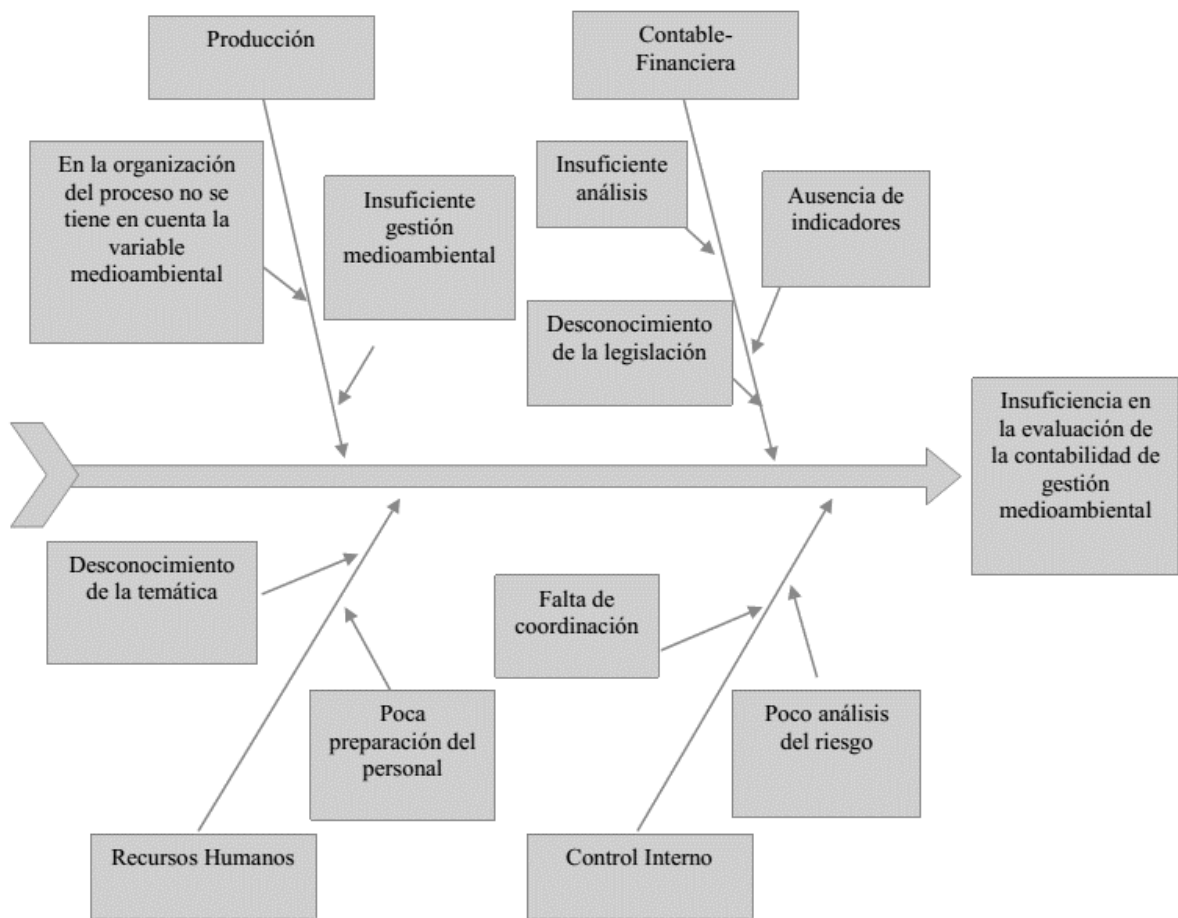 Producción
Contable-
Financiera
En la organización
del proceso no se
tiene en cuenta la
variable
medioambiental
Insuficiente
gestión
medioambiental
Insuficiente
análisis
Ausencia de
indicadores
Desconocimiento
de la legislación
Insuficiencia en
la evaluación de
la contabilidad de
gestión
medioambiental
Desconocimiento
de la temática
Poca
preparación del
personal
Falta de
coordinación
Poco análisis
del riesgo
Recursos Humanos
Control Interno